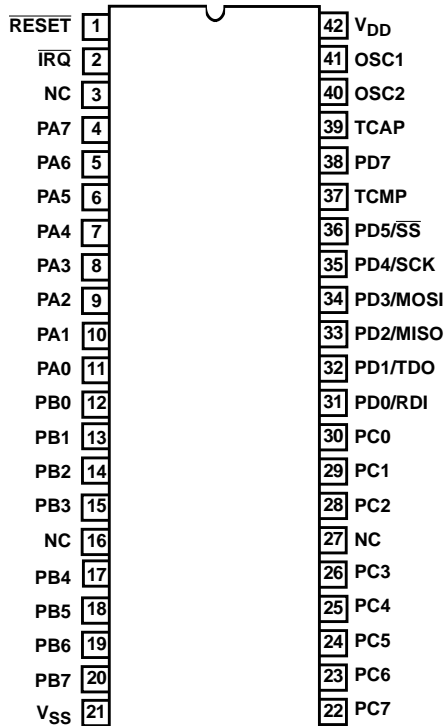 RESET 1 42 VDD
IRQ 2 41 OSC1
NC 3 40 OSC2
PA7 4 39 TCAP
PA6 5 38 PD7
PA5 6 37 TCMP
PA4 7 36 PD5/SS
PA3 8 35 PD4/SCK
PA2 9 34 PD3/MOSI
PA1 10 33 PD2/MISO
PA0 11 32 PD1/TDO
PB0 12 31 PD0/RDI
PB1 13 30 PC0
PB2 14 29 PC1
PB3 15 28 PC2
NC 16 27 NC
PB4 17 26 PC3
PB5 18 25 PC4
PB6 19 24 PC5
PB7 20 23 PC6
VSS 21 22 PC7